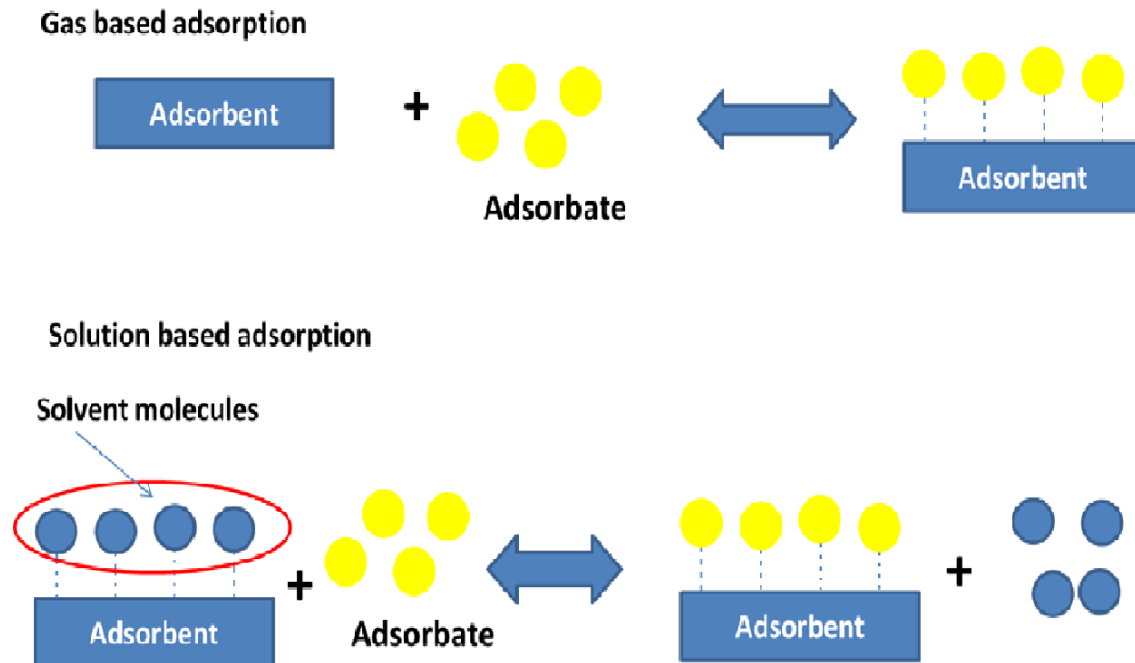 Gas based adsorption
Adsorbent
+
Adsorbate
Adsorbent
Solution based adsorption
Solvent molecules
Adsorbent
+
Adsorbate
Adsorbent
+